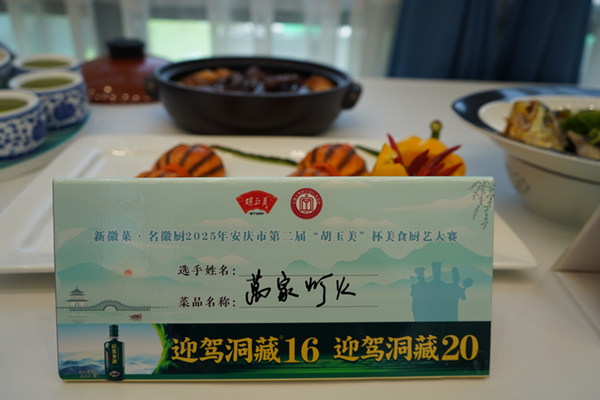 胡玉美
新徽菜·名徽厨2025年安庆市第二届“胡玉美”杯美食厨艺大赛
选手姓名：
菜品名称：萬家灯火
迎驾洞藏16 迎驾洞藏20